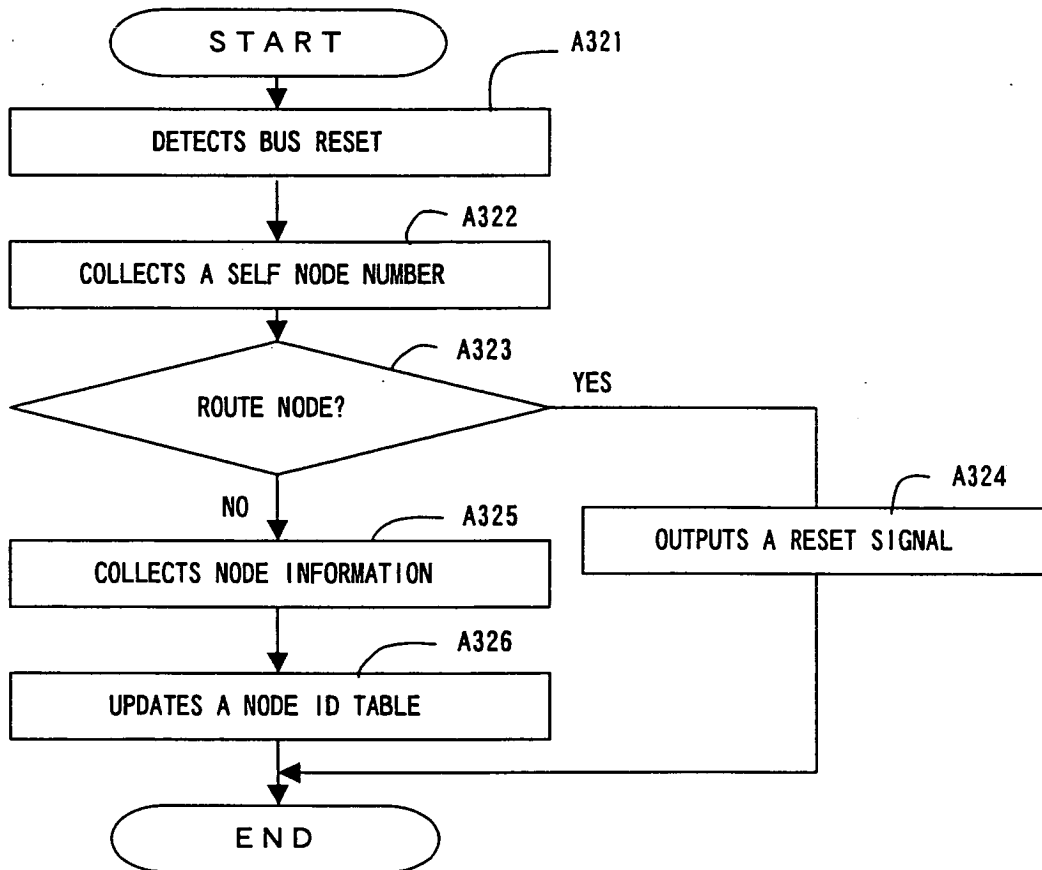 START
A321
DETECTS BUS RESET
A322
COLLECTS A SELF NODE NUMBER
A323
ROUTE NODE?
YES
NO
A324
OUTPUTS A RESET SIGNAL
A325
COLLECTS NODE INFORMATION
A326
UPDATES A NODE ID TABLE
END